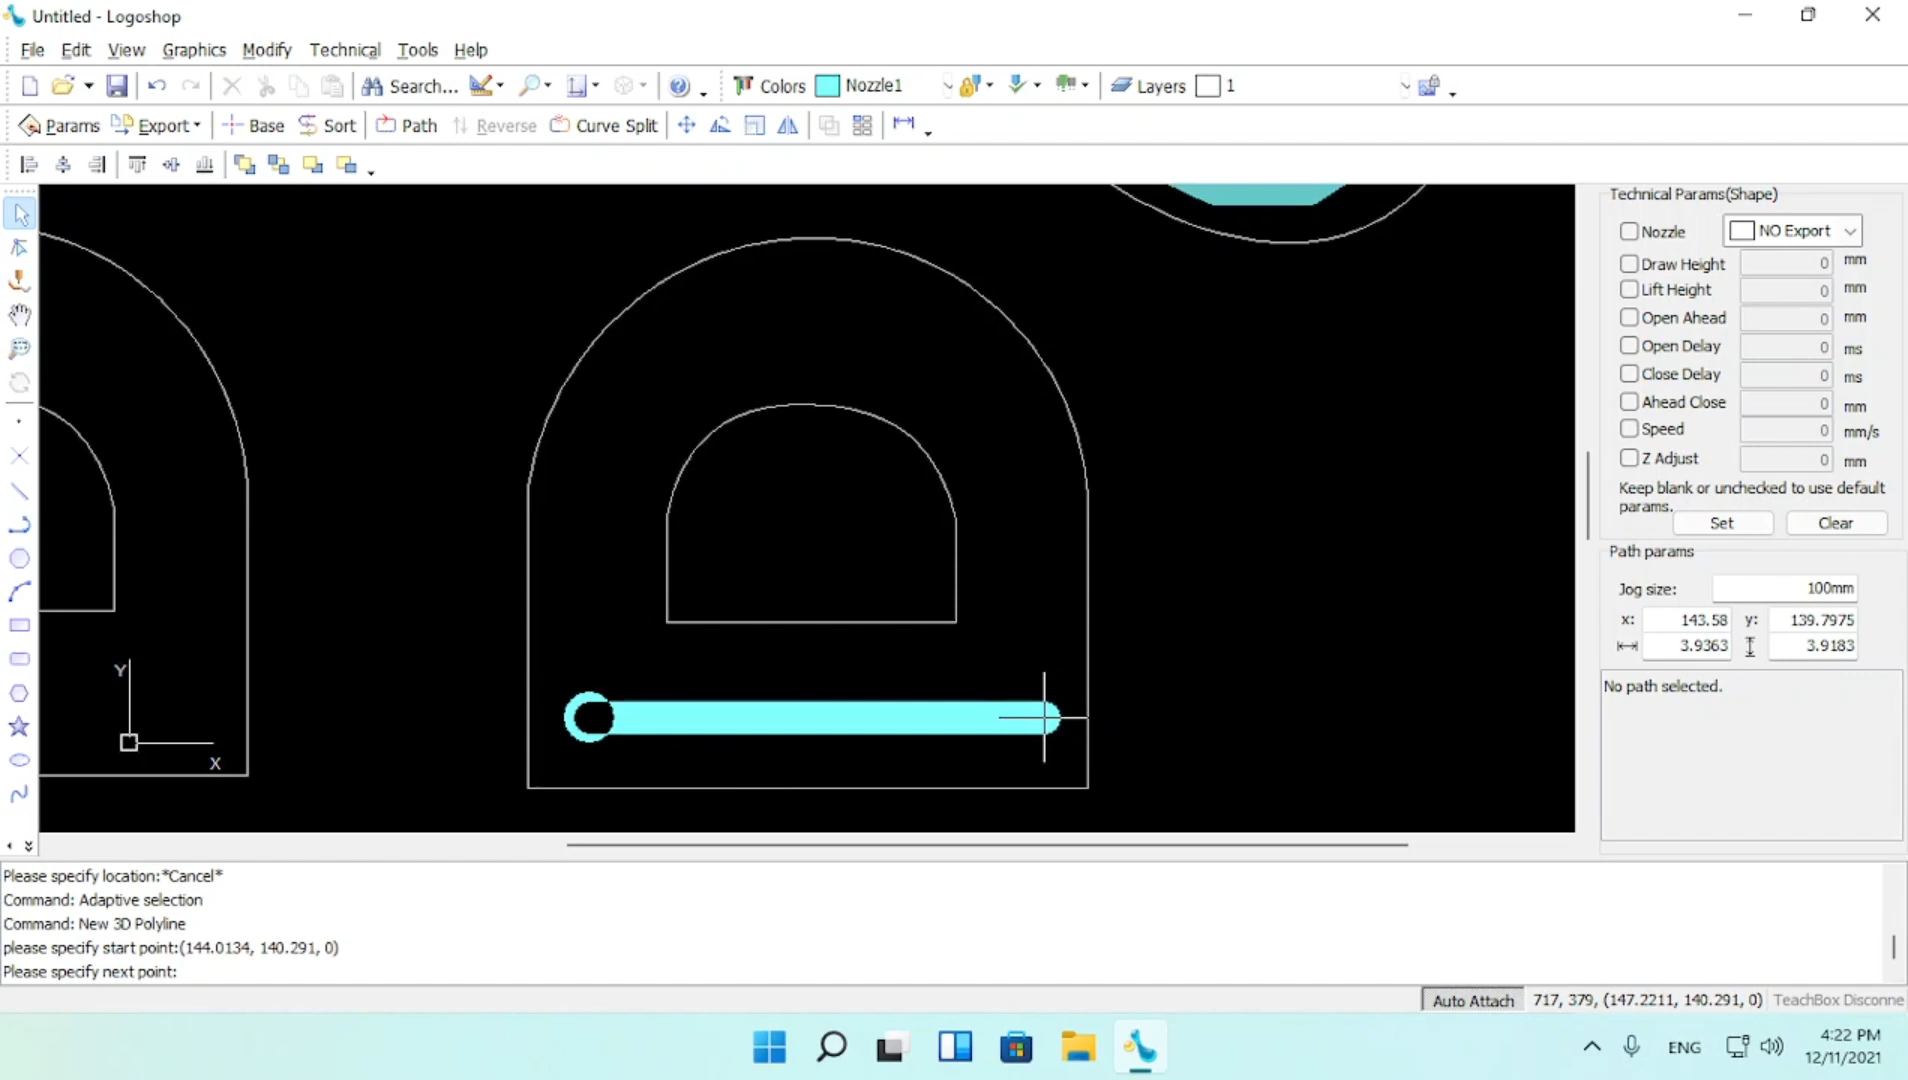 Untitled - Logoshop
File Edit View Graphics Modify Technical Tools Help
Search... Colors Nozzle1 Layers 1
Params Export Base Sort Path Reverse Curve Split
Technical Params(Shape)
Nozzle NO Export
Draw Height 0 mm
Lift Height 0 mm
Open Ahead 0 mm
Open Delay 0 ms
Close Delay 0 ms
Ahead Close 0 mm
Speed 0 mm/s
Z Adjust 0 mm
Keep blank or unchecked to use default
params.
Set Clear
Path params
Jog size: 100mm
x: 143.58 y: 139.7975
3.9363 3.9183
No path selected.
Y
X
Please specify location:*Cancel*
Command: Adaptive selection
Command: New 3D Polyline
please specify start point:(144.0134, 140.291, 0)
Please specify next point:
Auto Attach 717, 379, (147.2211, 140.291, 0) TeachBox Disconne
ENG
4:22 PM
12/11/2021